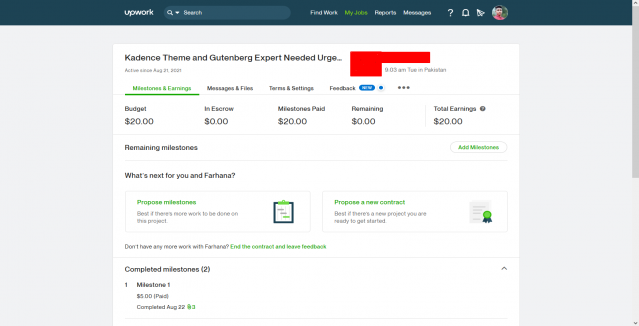 upwork
Search
Find Work My Jobs Reports Messages
?
Kadence Theme and Gutenberg Expert Needed Urge...
Active since Aug 21, 2021
9:03 am Tue in Pakistan
Milestones & Earnings Messages & Files Terms & Settings Feedback NEW
Budget In Escrow Milestones Paid Remaining Total Earnings ?
$20.00 $0.00 $20.00 $0.00 $20.00
Remaining milestones Add Milestones
What's next for you and Farhana?
Propose milestones
Best if there's more work to be done on
this project.
Propose a new contract
Best if there's a new project you are
ready to get started.
Don't have any more work with Farhana? End the contract and leave feedback
Completed milestones (2)
1 Milestone 1
$5.00 (Paid)
Completed Aug 22 3